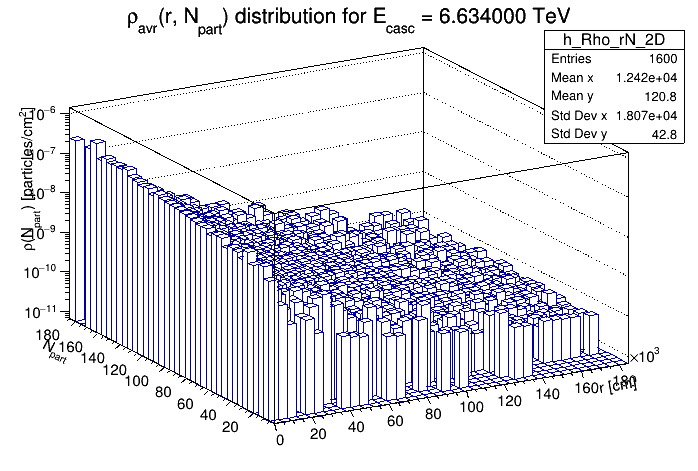 ρavr(r, Npart) distribution for Ecasc = 6.634000 TeV
h_Rho_rN_2D
Entries 1600
Mean x 1.242e+04
Mean y 120.8
Std Dev x 1.807e+04
Std Dev y 42.8
ρ(Npart) [particles/cm2]
10−6
10−7
10−8
10−9
10−10
10−11
Npart
180 160 140 120 100 80 60 40 20
0 20 40 60 80 100 120 140 160 180
r [cm]
×103